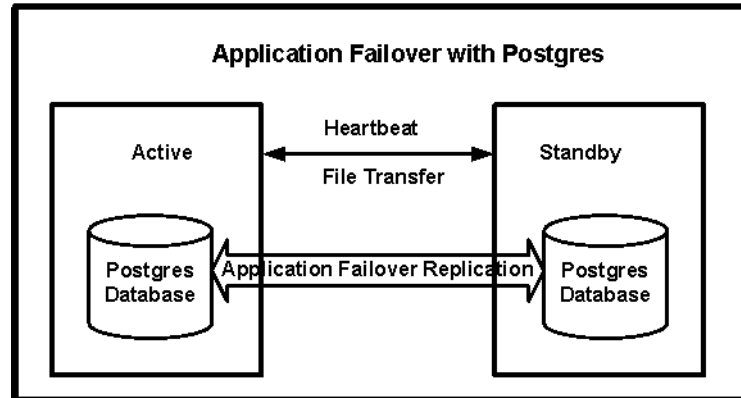 Application Failover with Postgres
Heartbeat
Active
Standby
File Transfer
Postgres
Database
Application Failover Replication
Postgres
Database